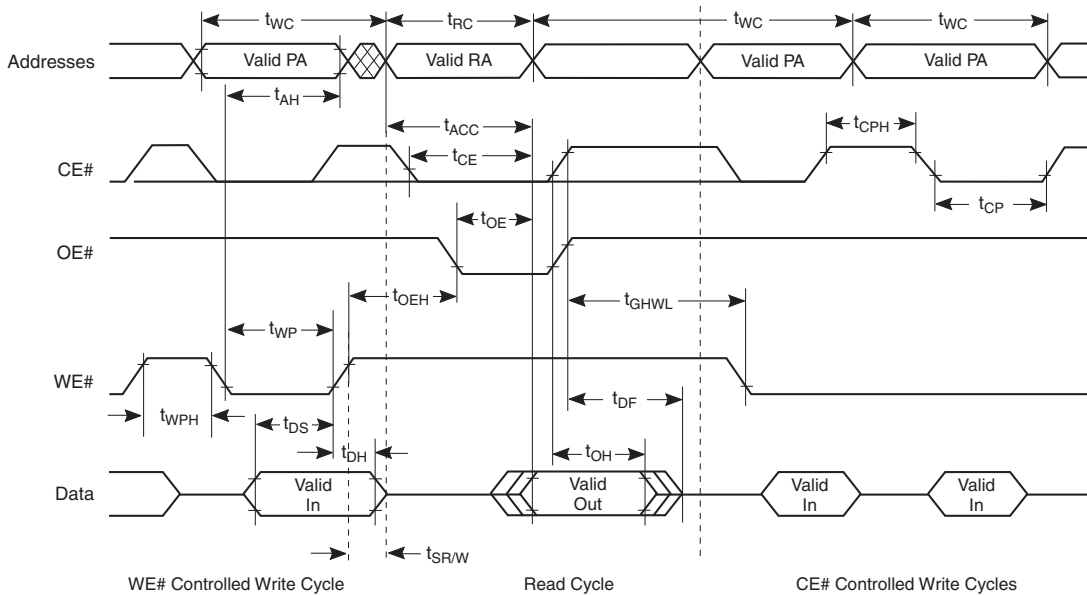 tWC tRC tWC tWC
Addresses Valid PA Valid RA Valid PA Valid PA
tAH
tACC tCPH
CE# tCE
tOE tCP
OE#
tOEH tGHWL
tWP
WE#
tWPH tDS tDF
tDH tOH
Data Valid In Valid Out Valid In Valid In
tSR/W
WE# Controlled Write Cycle Read Cycle CE# Controlled Write Cycles